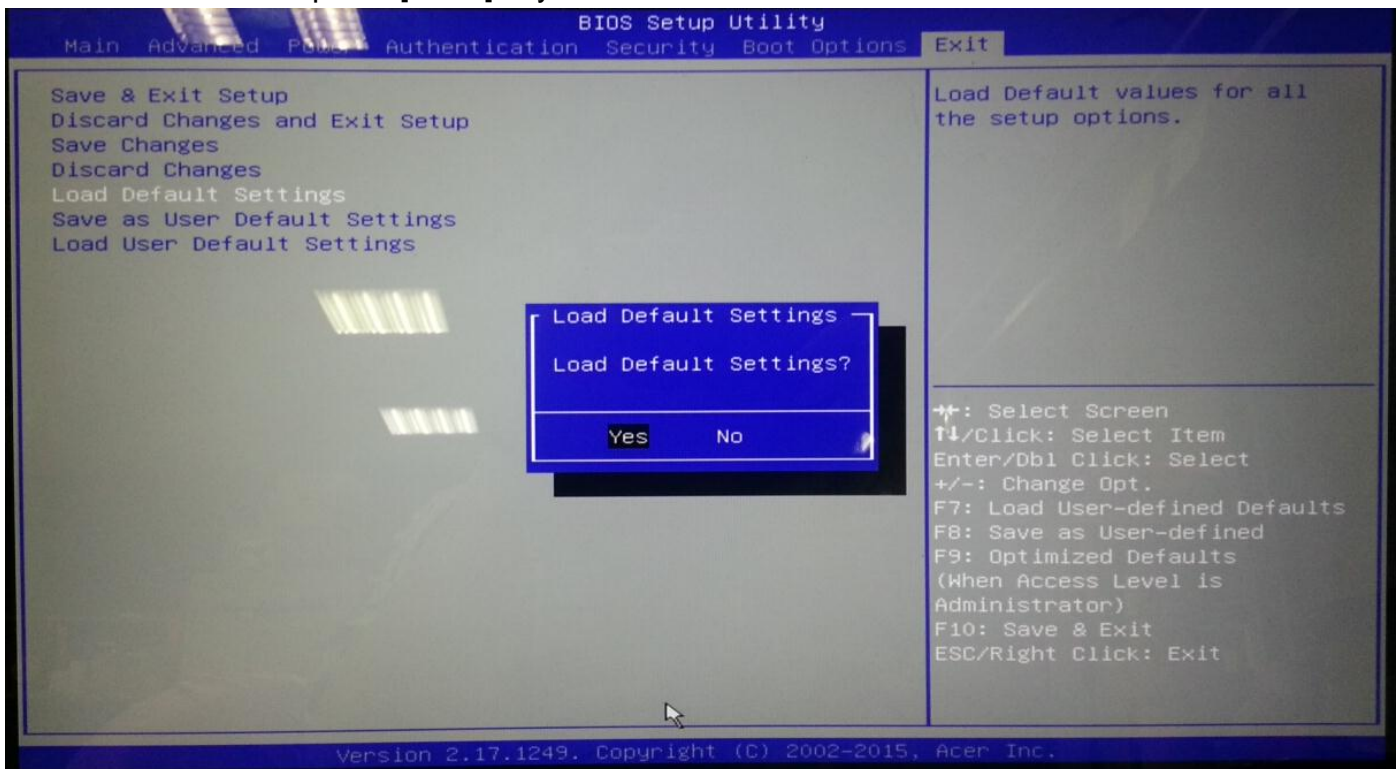 BIOS Setup Utility
Main Advanced Power Authentication Security Boot Options Exit
Save & Exit Setup
Discard Changes and Exit Setup
Save Changes
Discard Changes
Load Default Settings
Save as User Default Settings
Load User Default Settings
Load Default values for all
the setup options.
Load Default Settings
Load Default Settings?
Yes No
→←: Select Screen
↑↓/Click: Select Item
Enter/Dbl Click: Select
+/-: Change Opt.
F7: Load User-defined Defaults
F8: Save as User-defined
F9: Optimized Defaults
(When Access Level is
Administrator)
F10: Save & Exit
ESC/Right Click: Exit
Version 2.17.1249. Copyright (C) 2002-2015, Acer Inc.